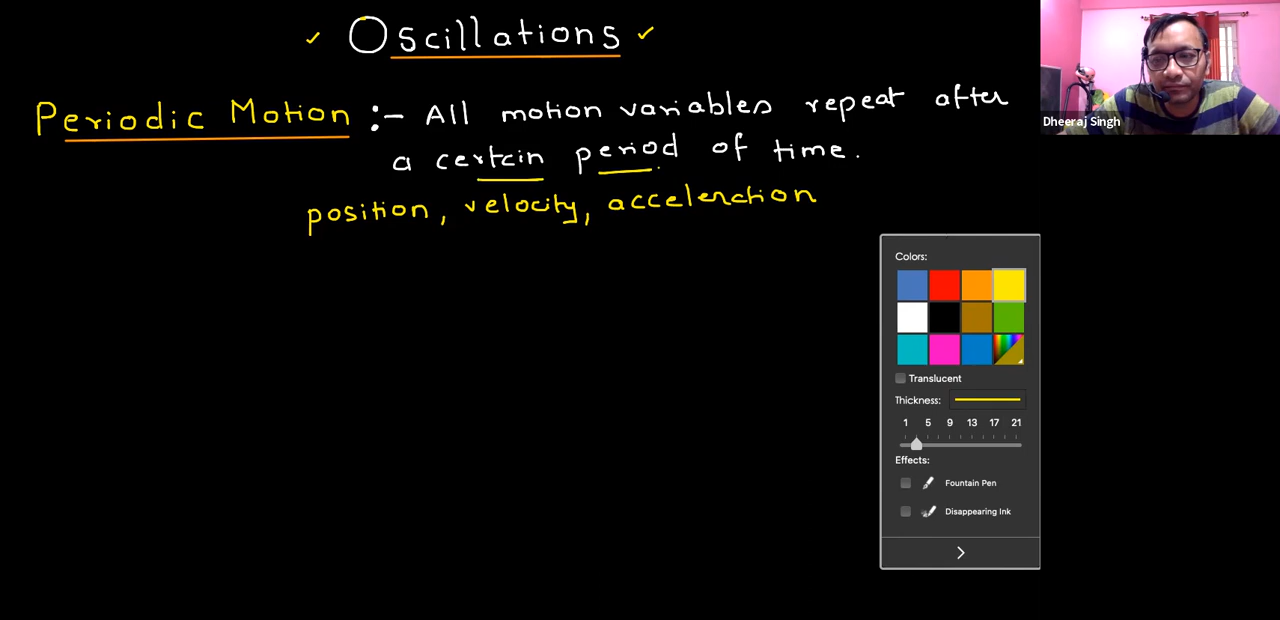 Oscillations
Periodic Motion :- All motion variables repeat after
a certain period of time.
position, velocity, acceleration
Dheeraj Singh
Colors:
Translucent
Thickness:
1 5 9 13 17 21
Effects:
Fountain Pen
Disappearing Ink